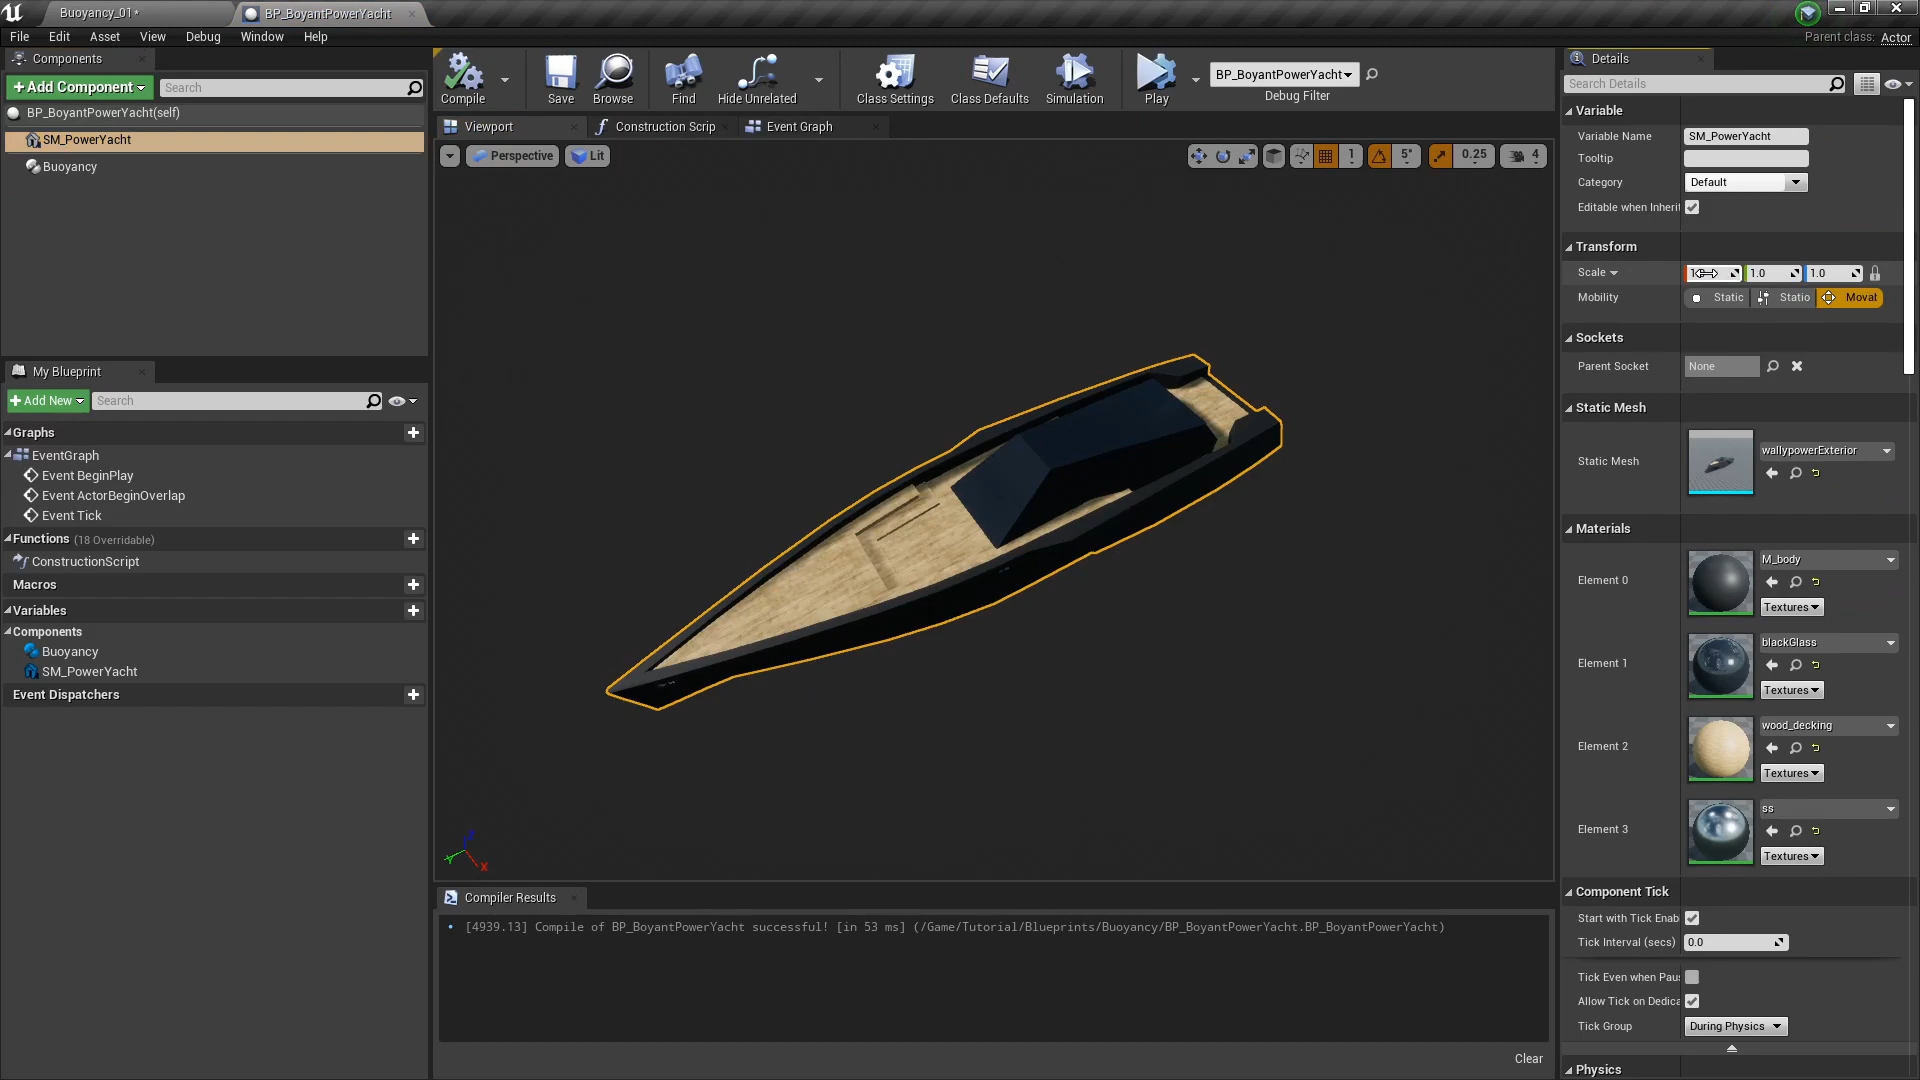 Buoyancy_01*
BP_BoyantPowerYacht
File Edit Asset View Debug Window Help
Parent class: Actor
Components
+Add Component
Search
BP_BoyantPowerYacht(self)
SM_PowerYacht
Buoyancy
My Blueprint
+Add New
Search
Graphs
EventGraph
Event BeginPlay
Event ActorBeginOverlap
Event Tick
Functions (18 Overridable)
ConstructionScript
Macros
Variables
Components
Buoyancy
SM_PowerYacht
Event Dispatchers
Compile
Save
Browse
Find
Hide Unrelated
Class Settings
Class Defaults
Simulation
Play
BP_BoyantPowerYacht
Debug Filter
Viewport
Construction Scrip
Event Graph
Perspective
Lit
1
5°
0.25
4
Z
Y
X
Compiler Results
• [4939.13] Compile of BP_BoyantPowerYacht successful! [in 53 ms] (/Game/Tutorial/Blueprints/Buoyancy/BP_BoyantPowerYacht.BP_BoyantPowerYacht)
Clear
Details
Search Details
Variable
Variable Name SM_PowerYacht
Tooltip
Category Default
Editable when Inherit
Transform
Scale 1.0 1.0
Mobility Static Statio Movat
Sockets
Parent Socket None
Static Mesh
Static Mesh wallypowerExterior
Materials
Element 0 M_body
Textures
Element 1 blackGlass
Textures
Element 2 wood_decking
Textures
Element 3 ss
Textures
Component Tick
Start with Tick Enab
Tick Interval (secs) 0.0
Tick Even when Pau
Allow Tick on Dedica
Tick Group During Physics
Physics